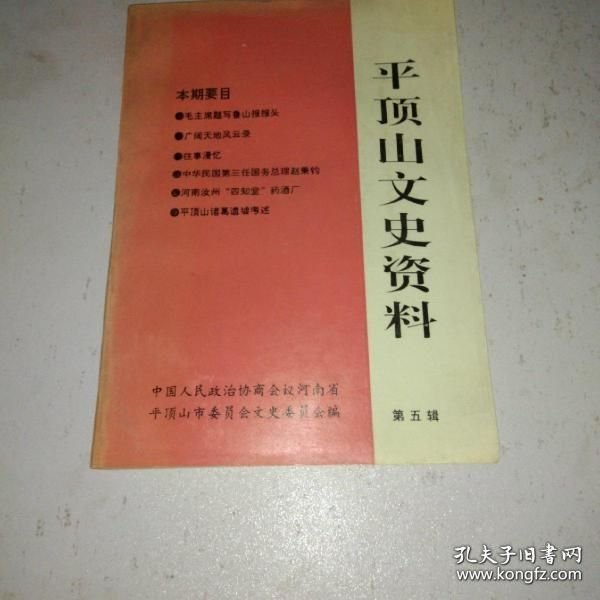 平顶山文史资料
第五辑
本期要目
●毛主席题写鲁山报报头
●广阔天地风云录
●往事漫忆
●中华民国第三任国务总理赵秉钧
●河南汝州“四知堂”药酒厂
●平顶山诸葛遗墟考述
中国人民政治协商会议河南省
平顶山市委员会文史委员会编
孔夫子旧书网
www.kongfz.com